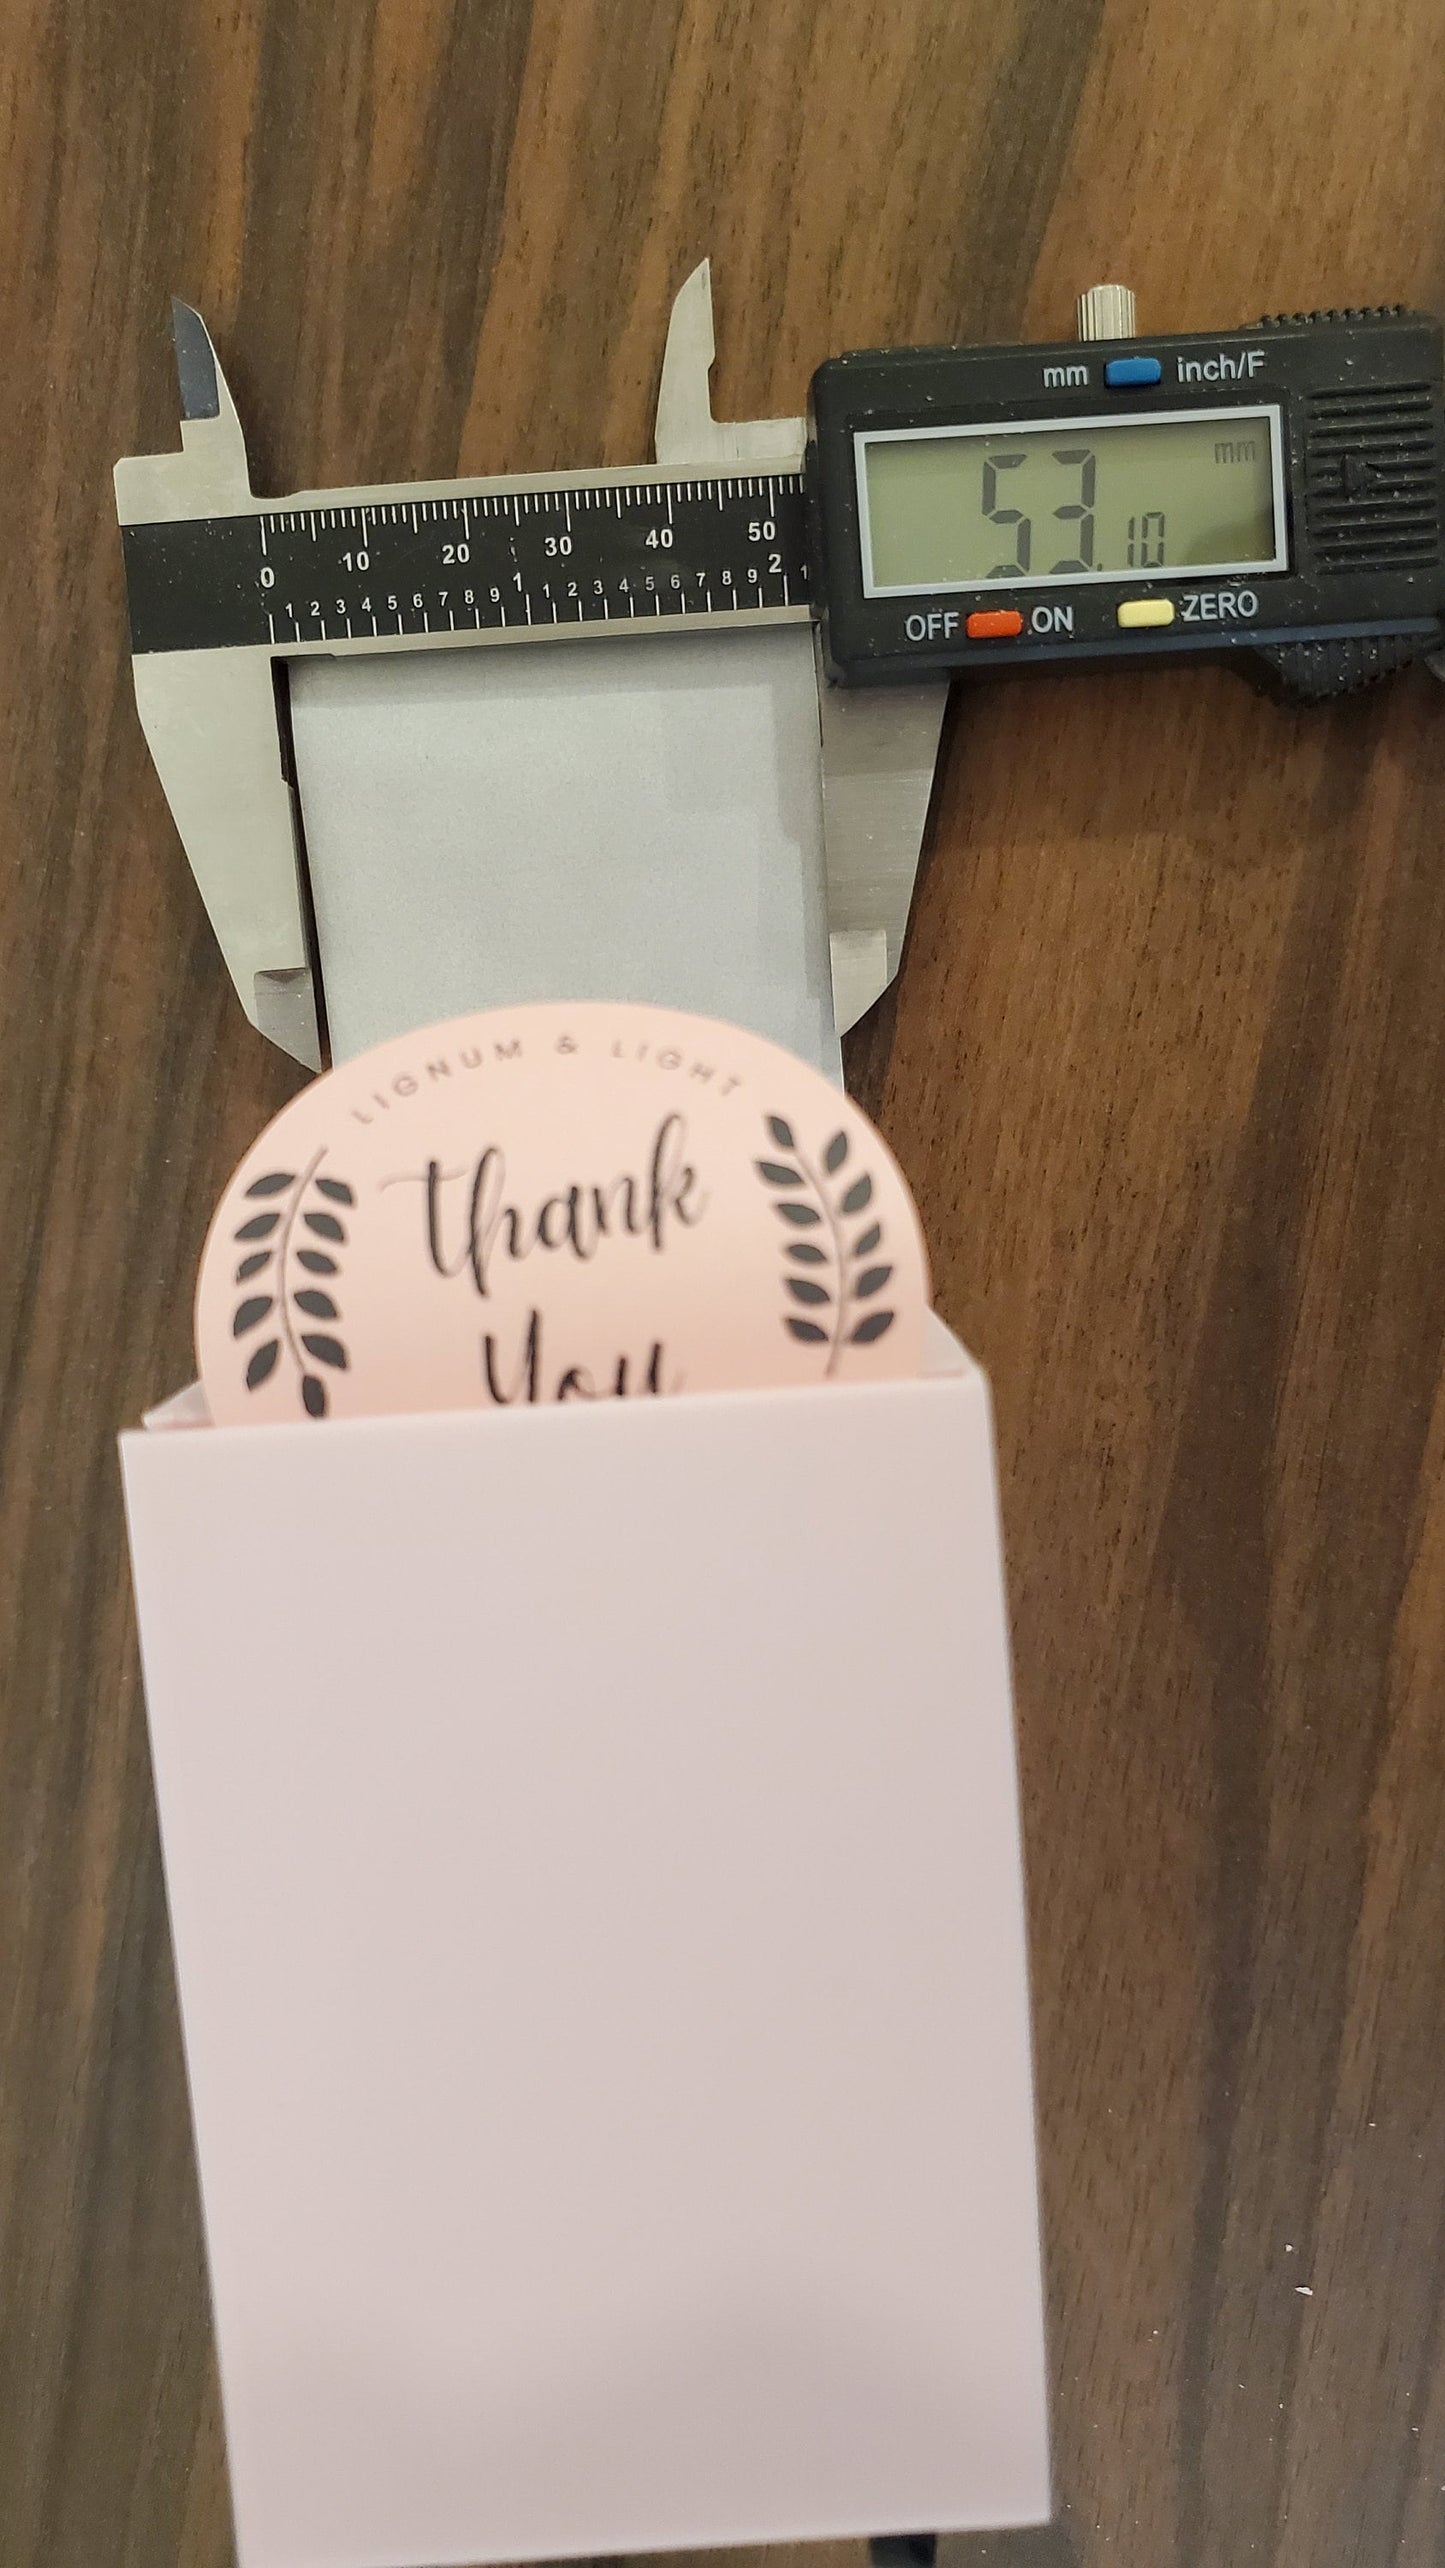 mm inch/F
53.10 mm
OFF ON ZERO
0 10 20 30 40 50
1 2 3 4 5 6 7 8 9 1 1 2 3 4 5 6 7 8 9 2 1
LIGNUM & LIGHT
Thank
You